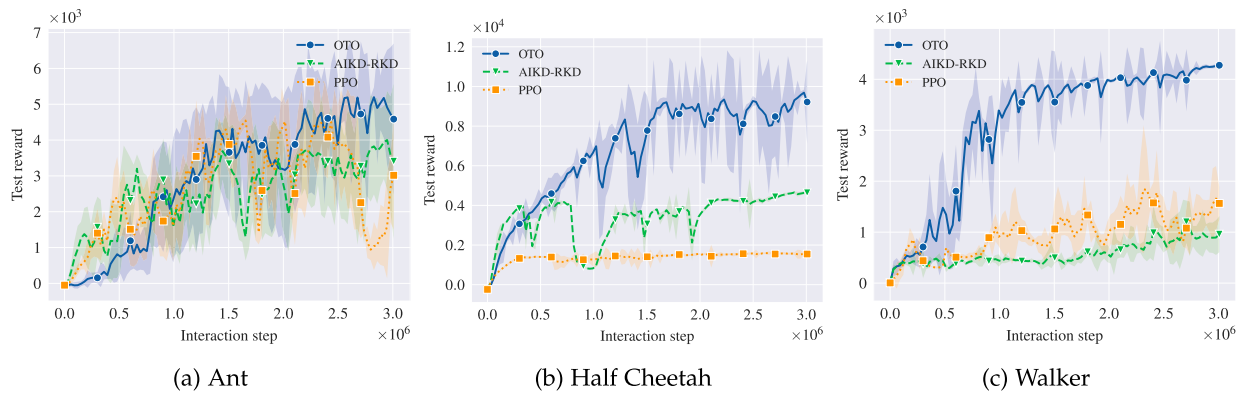 ×10³
7
6
5
4
3
2
1
0
Test reward
OTO
AIKD-RKD
PPO
0.0 0.5 1.0 1.5 2.0 2.5 3.0
Interaction step
×10⁶
(a) Ant
×10⁴
1.2
1.0
0.8
0.6
0.4
0.2
0.0
Test reward
OTO
AIKD-RKD
PPO
0.0 0.5 1.0 1.5 2.0 2.5 3.0
Interaction step
×10⁶
(b) Half Cheetah
×10³
4
3
2
1
0
Test reward
OTO
AIKD-RKD
PPO
0.0 0.5 1.0 1.5 2.0 2.5 3.0
Interaction step
×10⁶
(c) Walker